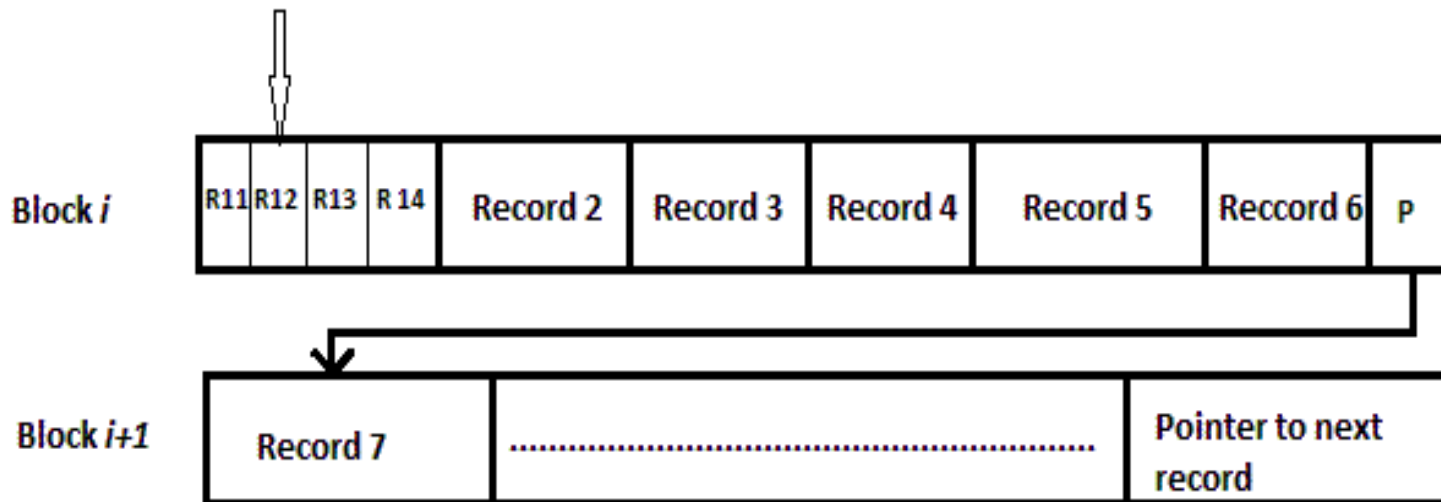 Block i
R11 R12 R13 R 14 Record 2 Record 3 Record 4 Record 5 Reccord 6 P
Block i+1
Record 7 ........................................................... Pointer to next
record